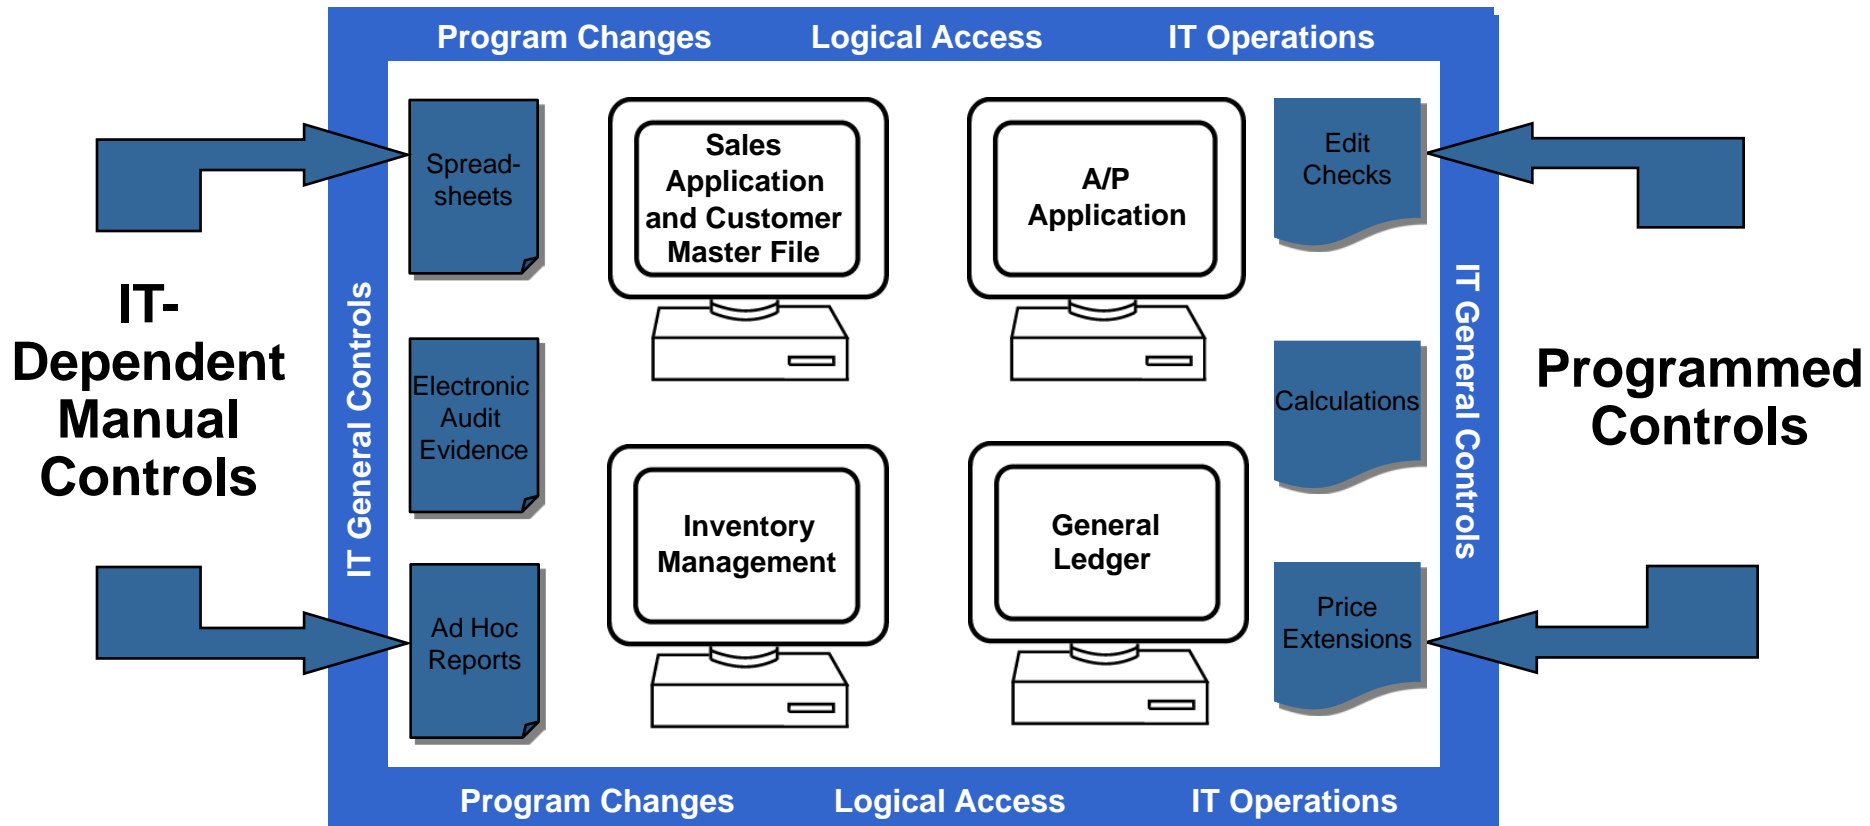 Program Changes Logical Access IT Operations
IT-
Dependent
Manual
Controls
IT General Controls
Spread-
sheets
Electronic
Audit
Evidence
Ad Hoc
Reports
Sales
Application
and Customer
Master File
A/P
Application
Inventory
Management
General
Ledger
Edit
Checks
Calculations
Price
Extensions
IT General Controls
Programmed
Controls
Program Changes Logical Access IT Operations